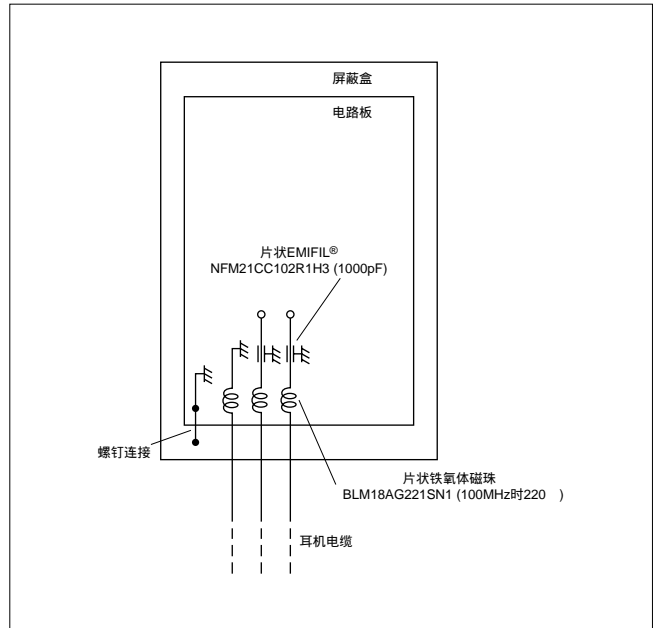 屏蔽盒
电路板
片状EMIFIL®
NFM21CC102R1H3 (1000pF)
螺钉连接
片状铁氧体磁珠
BLM18AG221SN1 (100MHz时220 )
耳机电缆